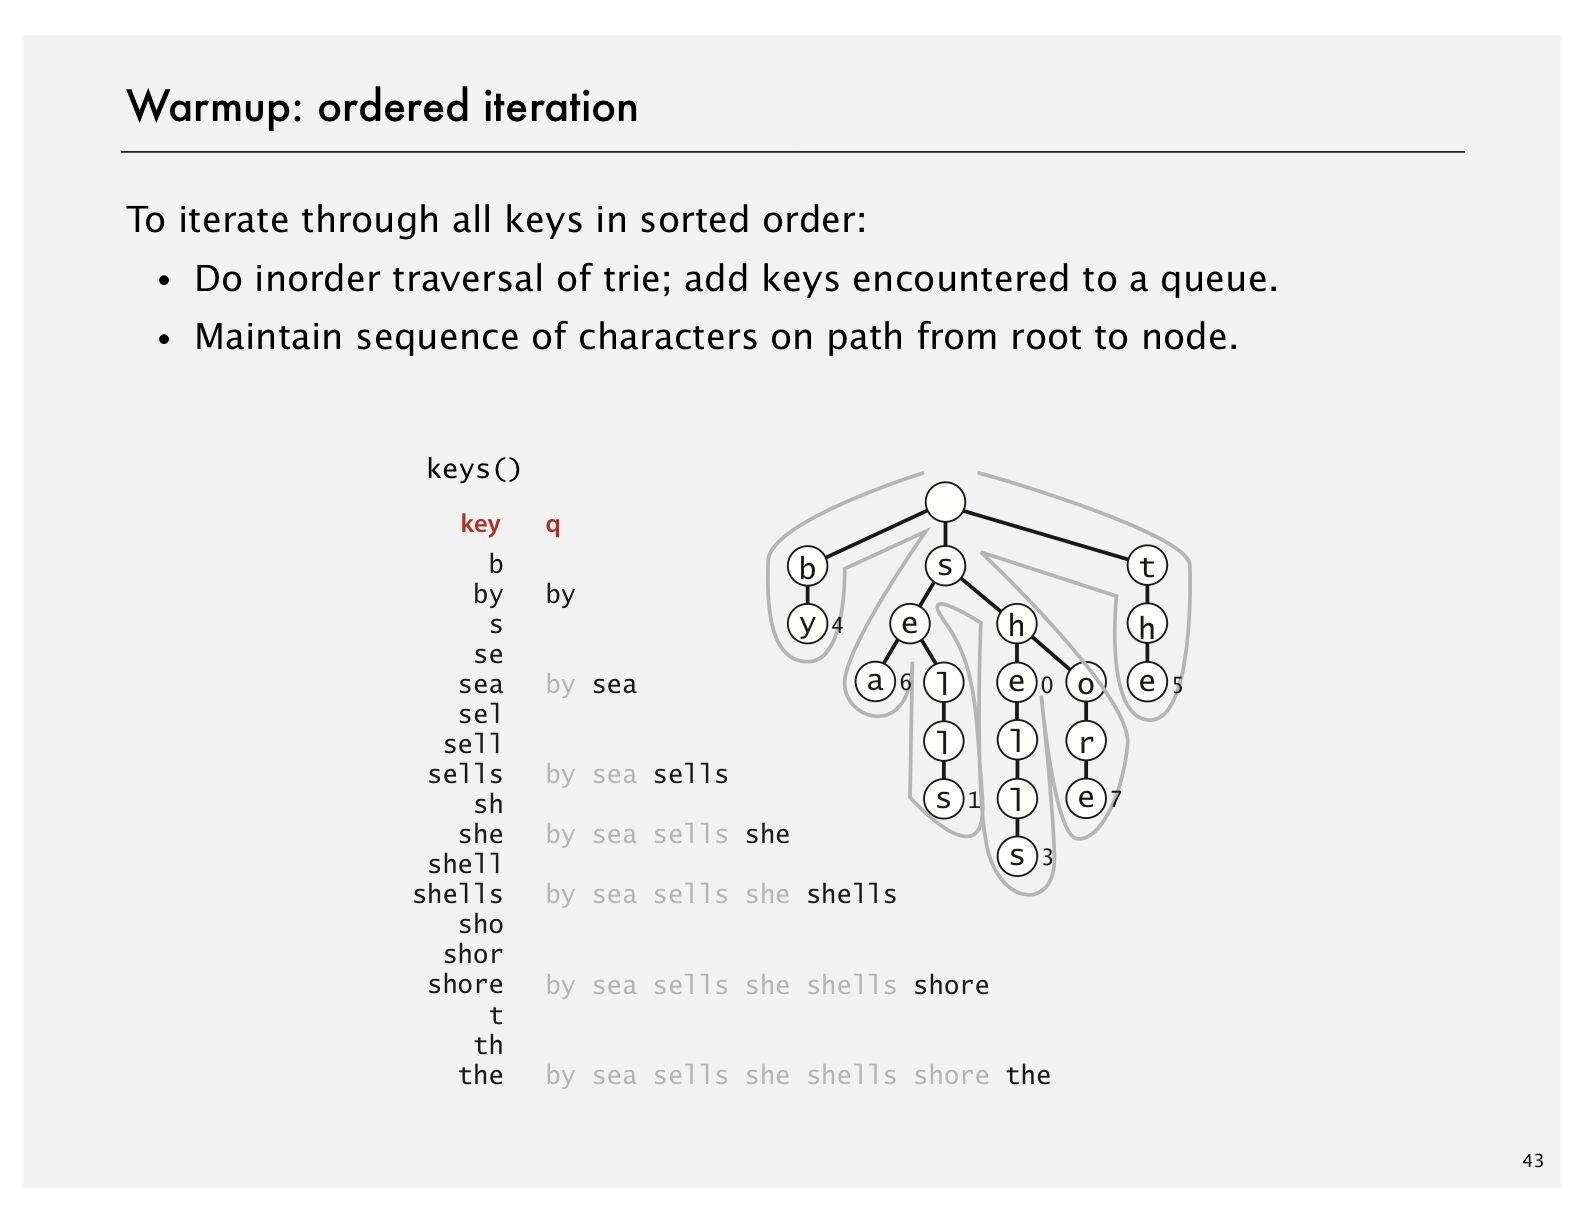 Warmup: ordered iteration
To iterate through all keys in sorted order:
• Do inorder traversal of trie; add keys encountered to a queue.
• Maintain sequence of characters on path from root to node.
keys()
key q
b
by by
s
se
sea by sea
sel
sell
sells by sea sells
sh
she by sea sells she
shell
shells by sea sells she shells
sho
shor
shore by sea sells she shells shore
t
th
the by sea sells she shells shore the
b s t
y 4 e h h
a 6 l e 0 o e 5
l l r
s 1 l e 7
s 3
43